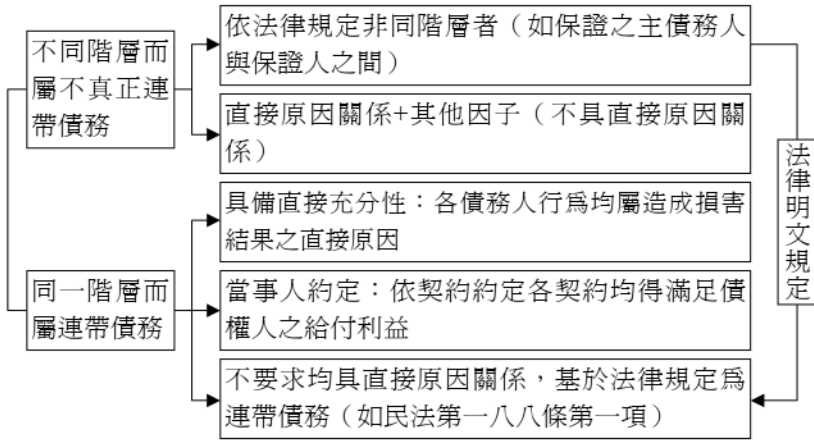 不同階層而
屬不真正連
帶債務
依法律規定非同階層者（如保證之主債務人
與保證人之間）
直接原因關係+其他因子（不具直接原因關
係）
具備直接充分性：各債務人行為均屬造成損害
結果之直接原因
同一階層而
屬連帶債務
當事人約定：依契約約定各契約均得滿足債
權人之給付利益
不要求均具直接原因關係，基於法律規定為
連帶債務（如民法第一八八條第一項）
法律明文規定